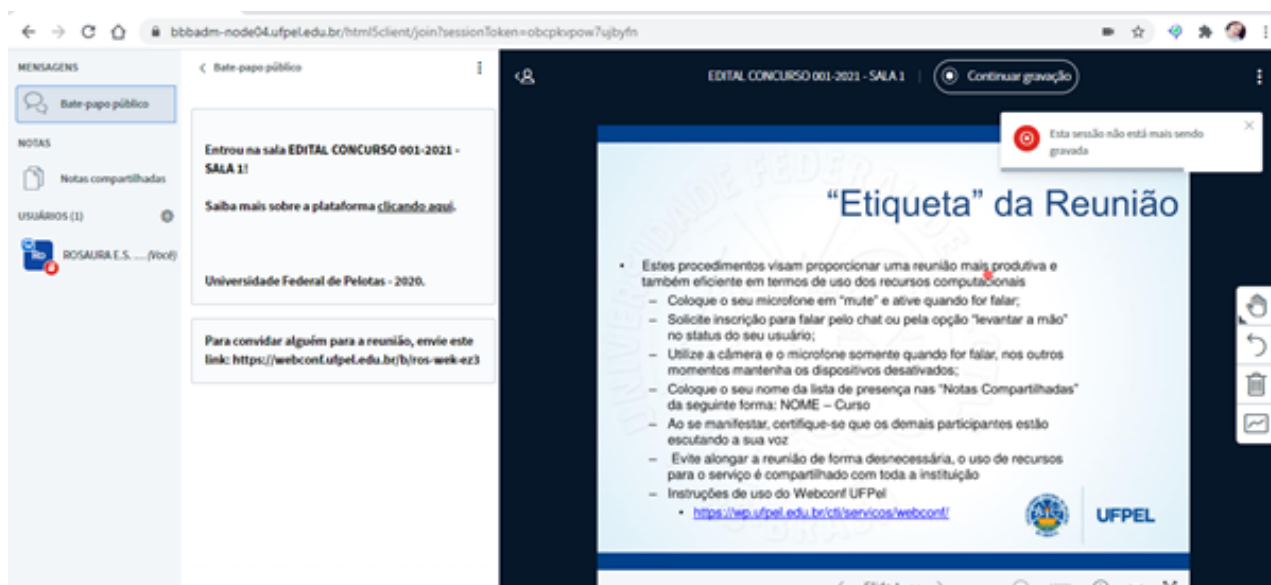 bbbadm-node04.ufpel.edu.br/html5client/join?sessionToken=obcpkvpow7ujbyfn
MENSAGENS
Bate-papo público
NOTAS
Notas compartilhadas
USUÁRIOS (1)
RO
ROSAURA E.S. .... (Você)
Bate-papo público
Entrou na sala EDITAL CONCURSO 001-2021 -
SALA 1!
Saiba mais sobre a plataforma clicando aqui.
Universidade Federal de Pelotas - 2020.
Para convidar alguém para a reunião, envie este
link: https://webconf.ufpel.edu.br/b/ros-wek-ez3
EDITAL CONCURSO 001-2021 - SALA 1
Continuar gravação
Esta sessão não está mais sendo
gravada
"Etiqueta" da Reunião
• Estes procedimentos visam proporcionar uma reunião mais produtiva e
também eficiente em termos de uso dos recursos computacionais
– Coloque o seu microfone em "mute" e ative quando for falar;
– Solicite inscrição para falar pelo chat ou pela opção "levantar a mão"
no status do seu usuário;
– Utilize a câmera e o microfone somente quando for falar, nos outros
momentos mantenha os dispositivos desativados;
– Coloque o seu nome da lista de presença nas "Notas Compartilhadas"
da seguinte forma: NOME – Curso
– Ao se manifestar, certifique-se que os demais participantes estão
escutando a sua voz
– Evite alongar a reunião de forma desnecessária, o uso de recursos
para o serviço é compartilhado com toda a instituição
– Instruções de uso do Webconf UFPel
• https://wp.ufpel.edu.br/cti/servicos/webconf/
UFPEL